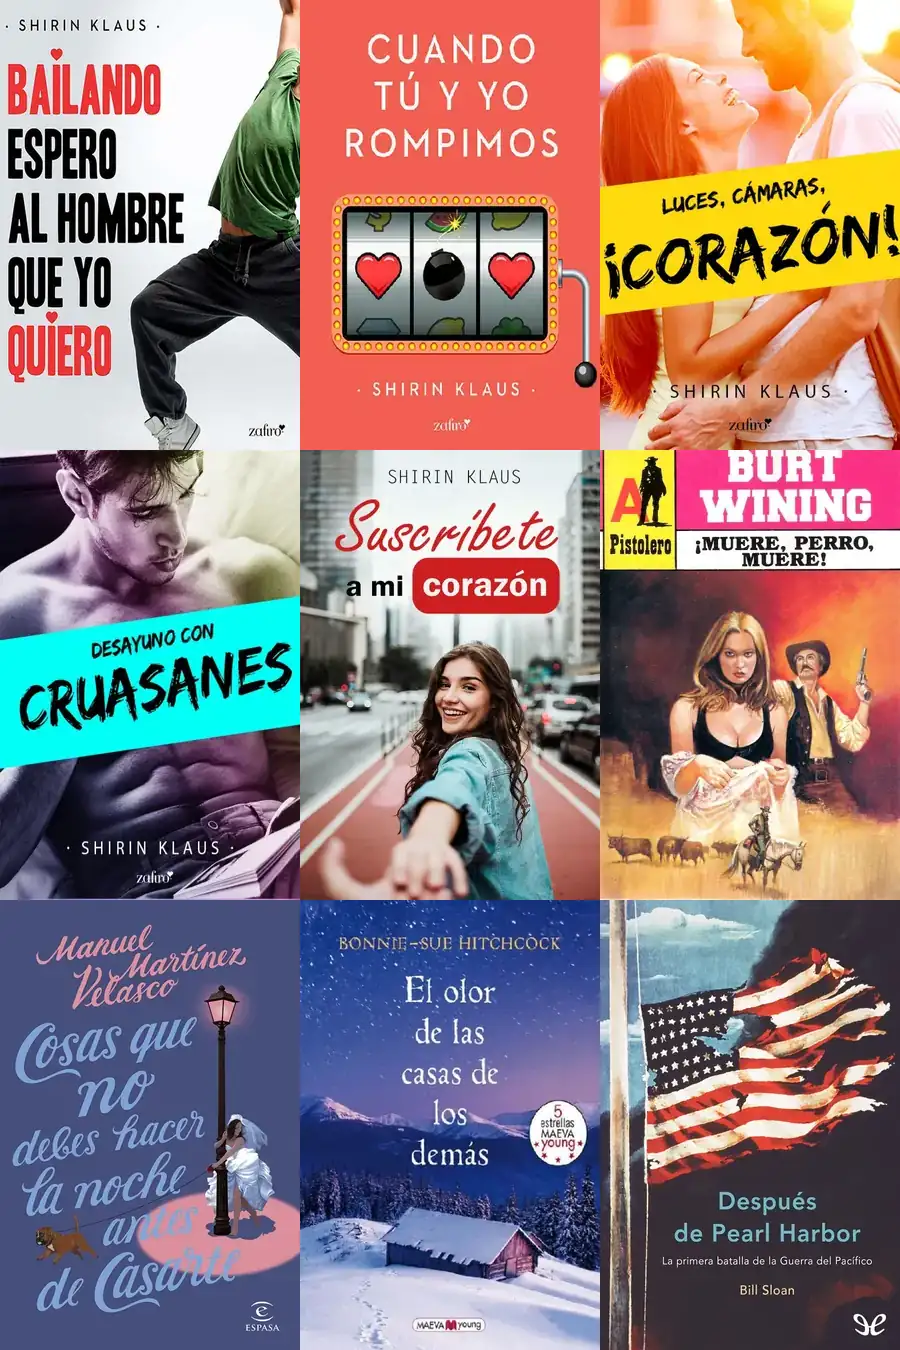 · SHIRIN KLAUS ·
BAILANDO
ESPERO
AL HOMBRE
QUE YO
QUIERO
zafiro
CUANDO
TÚ Y YO
ROMPIMOS
· SHIRIN KLAUS ·
zafiro
LUCES, CÁMARAS,
¡CORAZÓN!
· SHIRIN KLAUS ·
zafiro
DESAYUNO CON
CRUASANES
· SHIRIN KLAUS ·
zafiro
SHIRIN KLAUS
Suscríbete
a mi corazón
A
Pistolero
BURT
WINING
¡MUERE, PERRO,
MUERE!
Manuel
Martínez
Velasco
Cosas que
no
debes hacer
la noche
antes
de Casarte
ESPASA
BONNIE-SUE HITCHCOCK
El olor
de las
casas de
los
demás
5
estrellas
MAEVA
young
MAEVA young
Después
de Pearl Harbor
La primera batalla de la Guerra del Pacífico
Bill Sloan